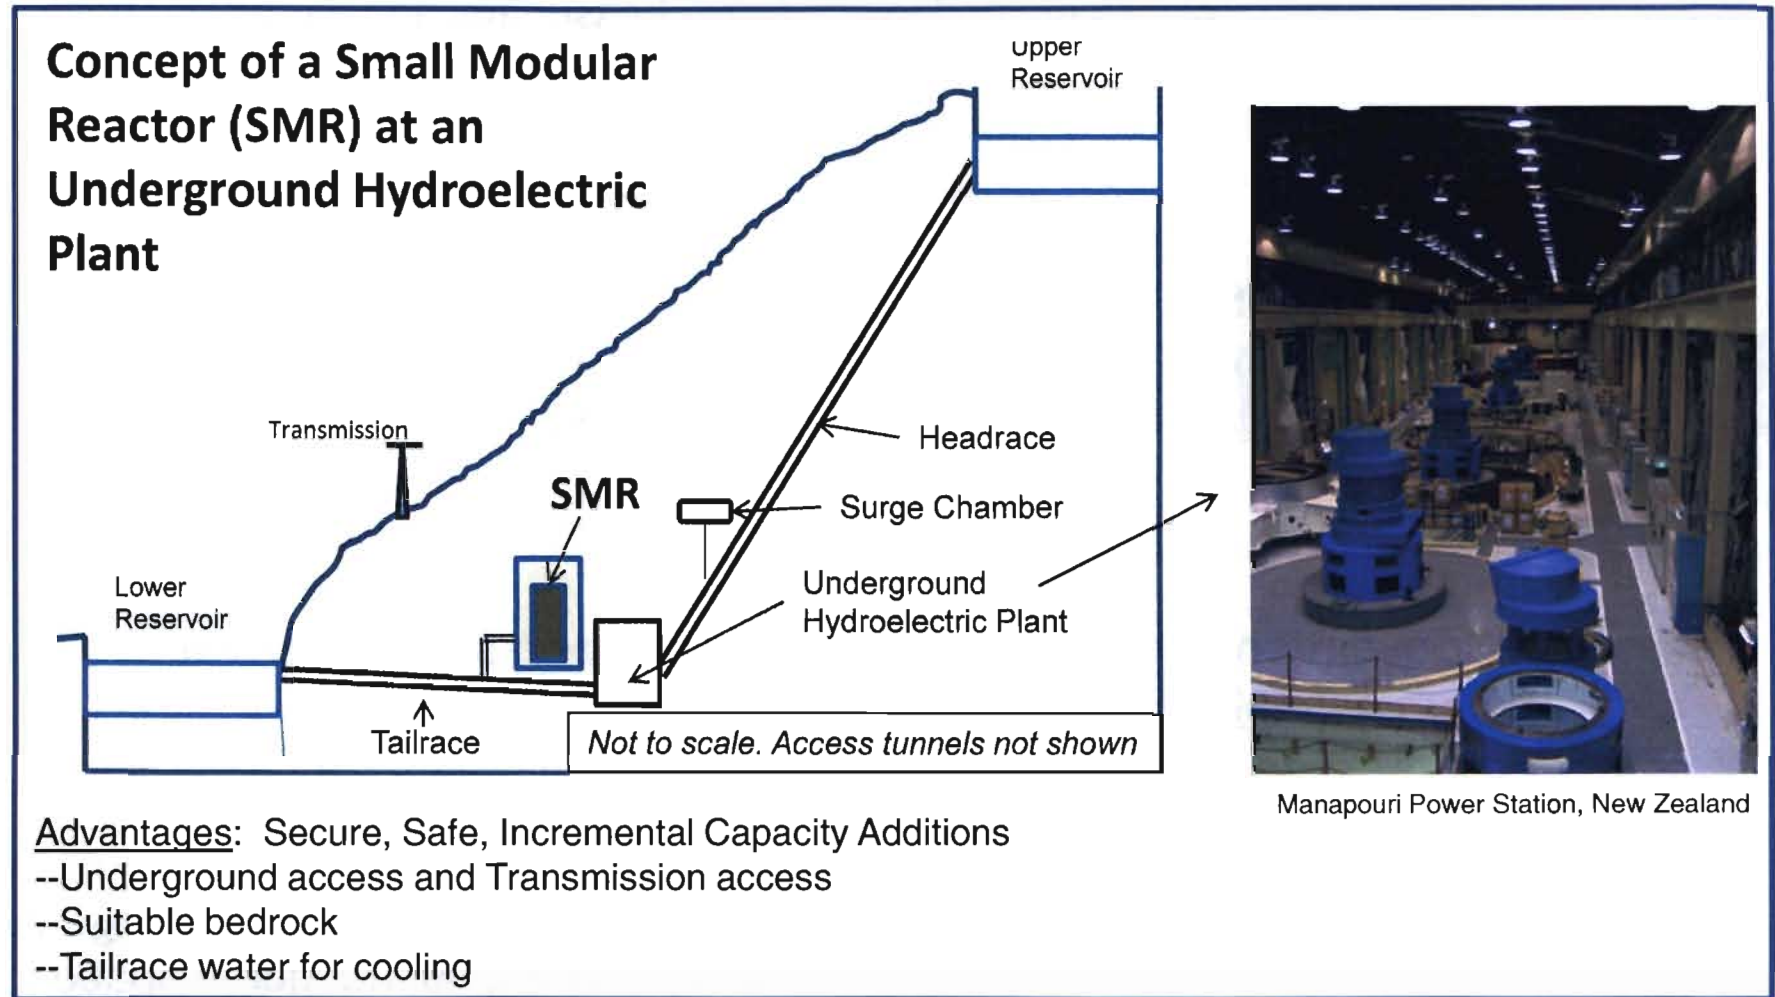 Concept of a Small Modular
Reactor (SMR) at an
Underground Hydroelectric
Plant
Upper
Reservoir
Transmission
Headrace
SMR
Surge Chamber
Lower
Reservoir
Underground
Hydroelectric Plant
Tailrace
Not to scale. Access tunnels not shown
Manapouri Power Station, New Zealand
Advantages: Secure, Safe, Incremental Capacity Additions
--Underground access and Transmission access
--Suitable bedrock
--Tailrace water for cooling